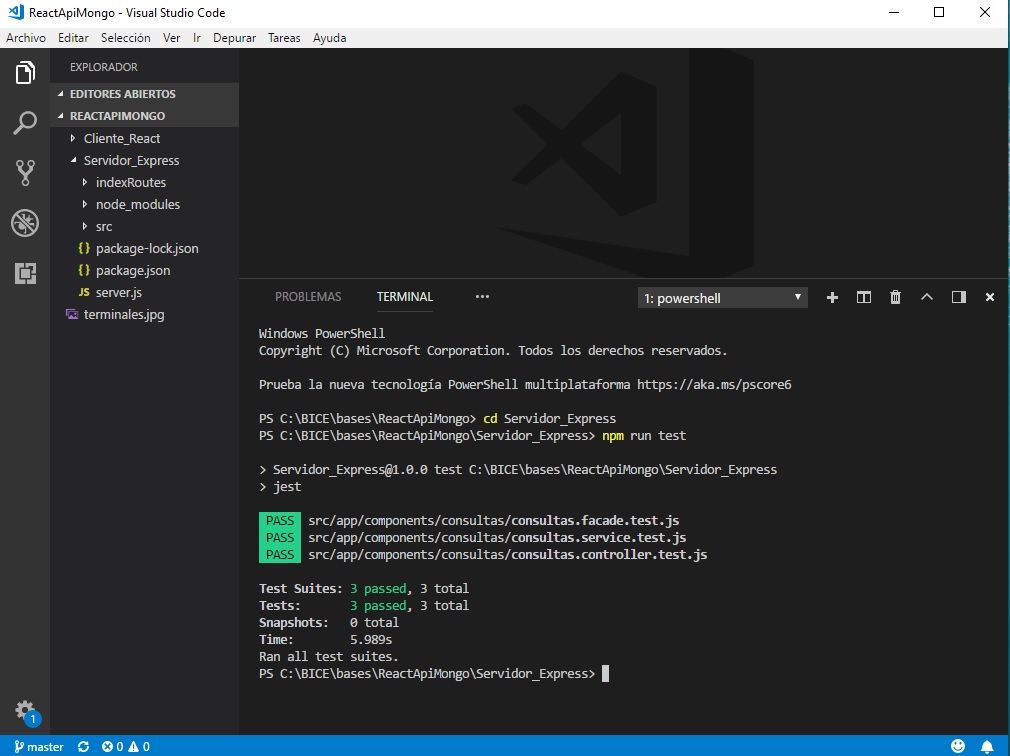 ReactApiMongo - Visual Studio Code
Archivo Editar Selección Ver Ir Depurar Tareas Ayuda
EXPLORADOR
EDITORES ABIERTOS
REACTAPIMONGO
Cliente_React
Servidor_Express
indexRoutes
node_modules
src
{} package-lock.json
{} package.json
JS server.js
terminales.jpg
PROBLEMAS TERMINAL ••• 1: powershell
Windows PowerShell
Copyright (C) Microsoft Corporation. Todos los derechos reservados.
Prueba la nueva tecnología PowerShell multiplataforma https://aka.ms/pscore6
PS C:\BICE\bases\ReactApiMongo> cd Servidor_Express
PS C:\BICE\bases\ReactApiMongo\Servidor_Express> npm run test
> Servidor_Express@1.0.0 test C:\BICE\bases\ReactApiMongo\Servidor_Express
> jest
PASS src/app/components/consultas/consultas.facade.test.js
PASS src/app/components/consultas/consultas.service.test.js
PASS src/app/components/consultas/consultas.controller.test.js
Test Suites: 3 passed, 3 total
Tests: 3 passed, 3 total
Snapshots: 0 total
Time: 5.989s
Ran all test suites.
PS C:\BICE\bases\ReactApiMongo\Servidor_Express>
1
master 0 0